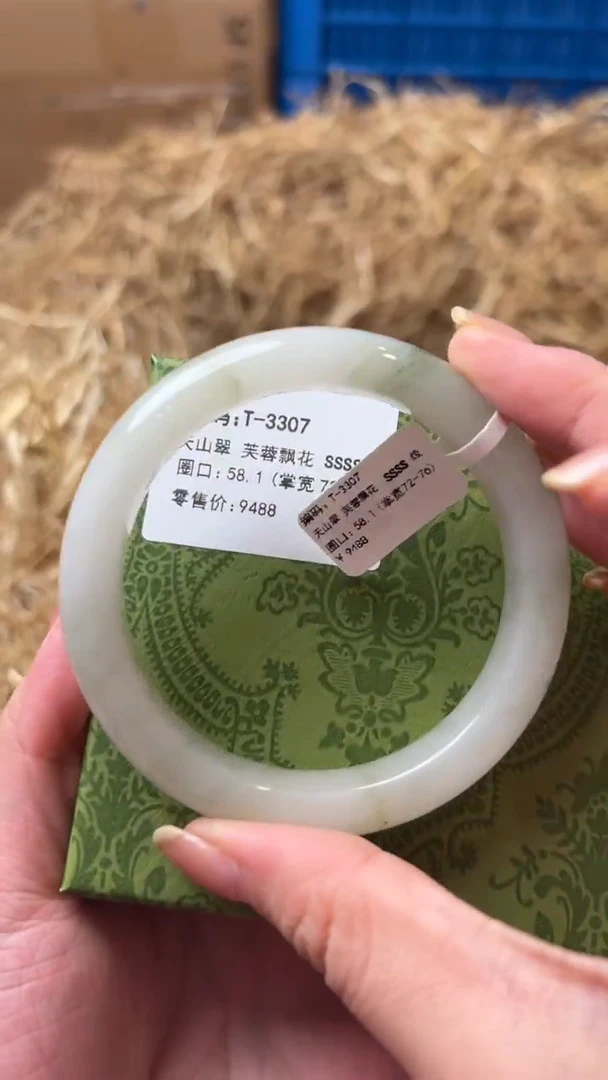 码:T-3307
天山翠 芙蓉飘花 SSSS
圈口:58.1(掌宽7
零售价:9488
编码:T-3307
天山翠 芙蓉飘花 SSSS 级
圈口:58.1(掌宽72-76)
¥ 9488